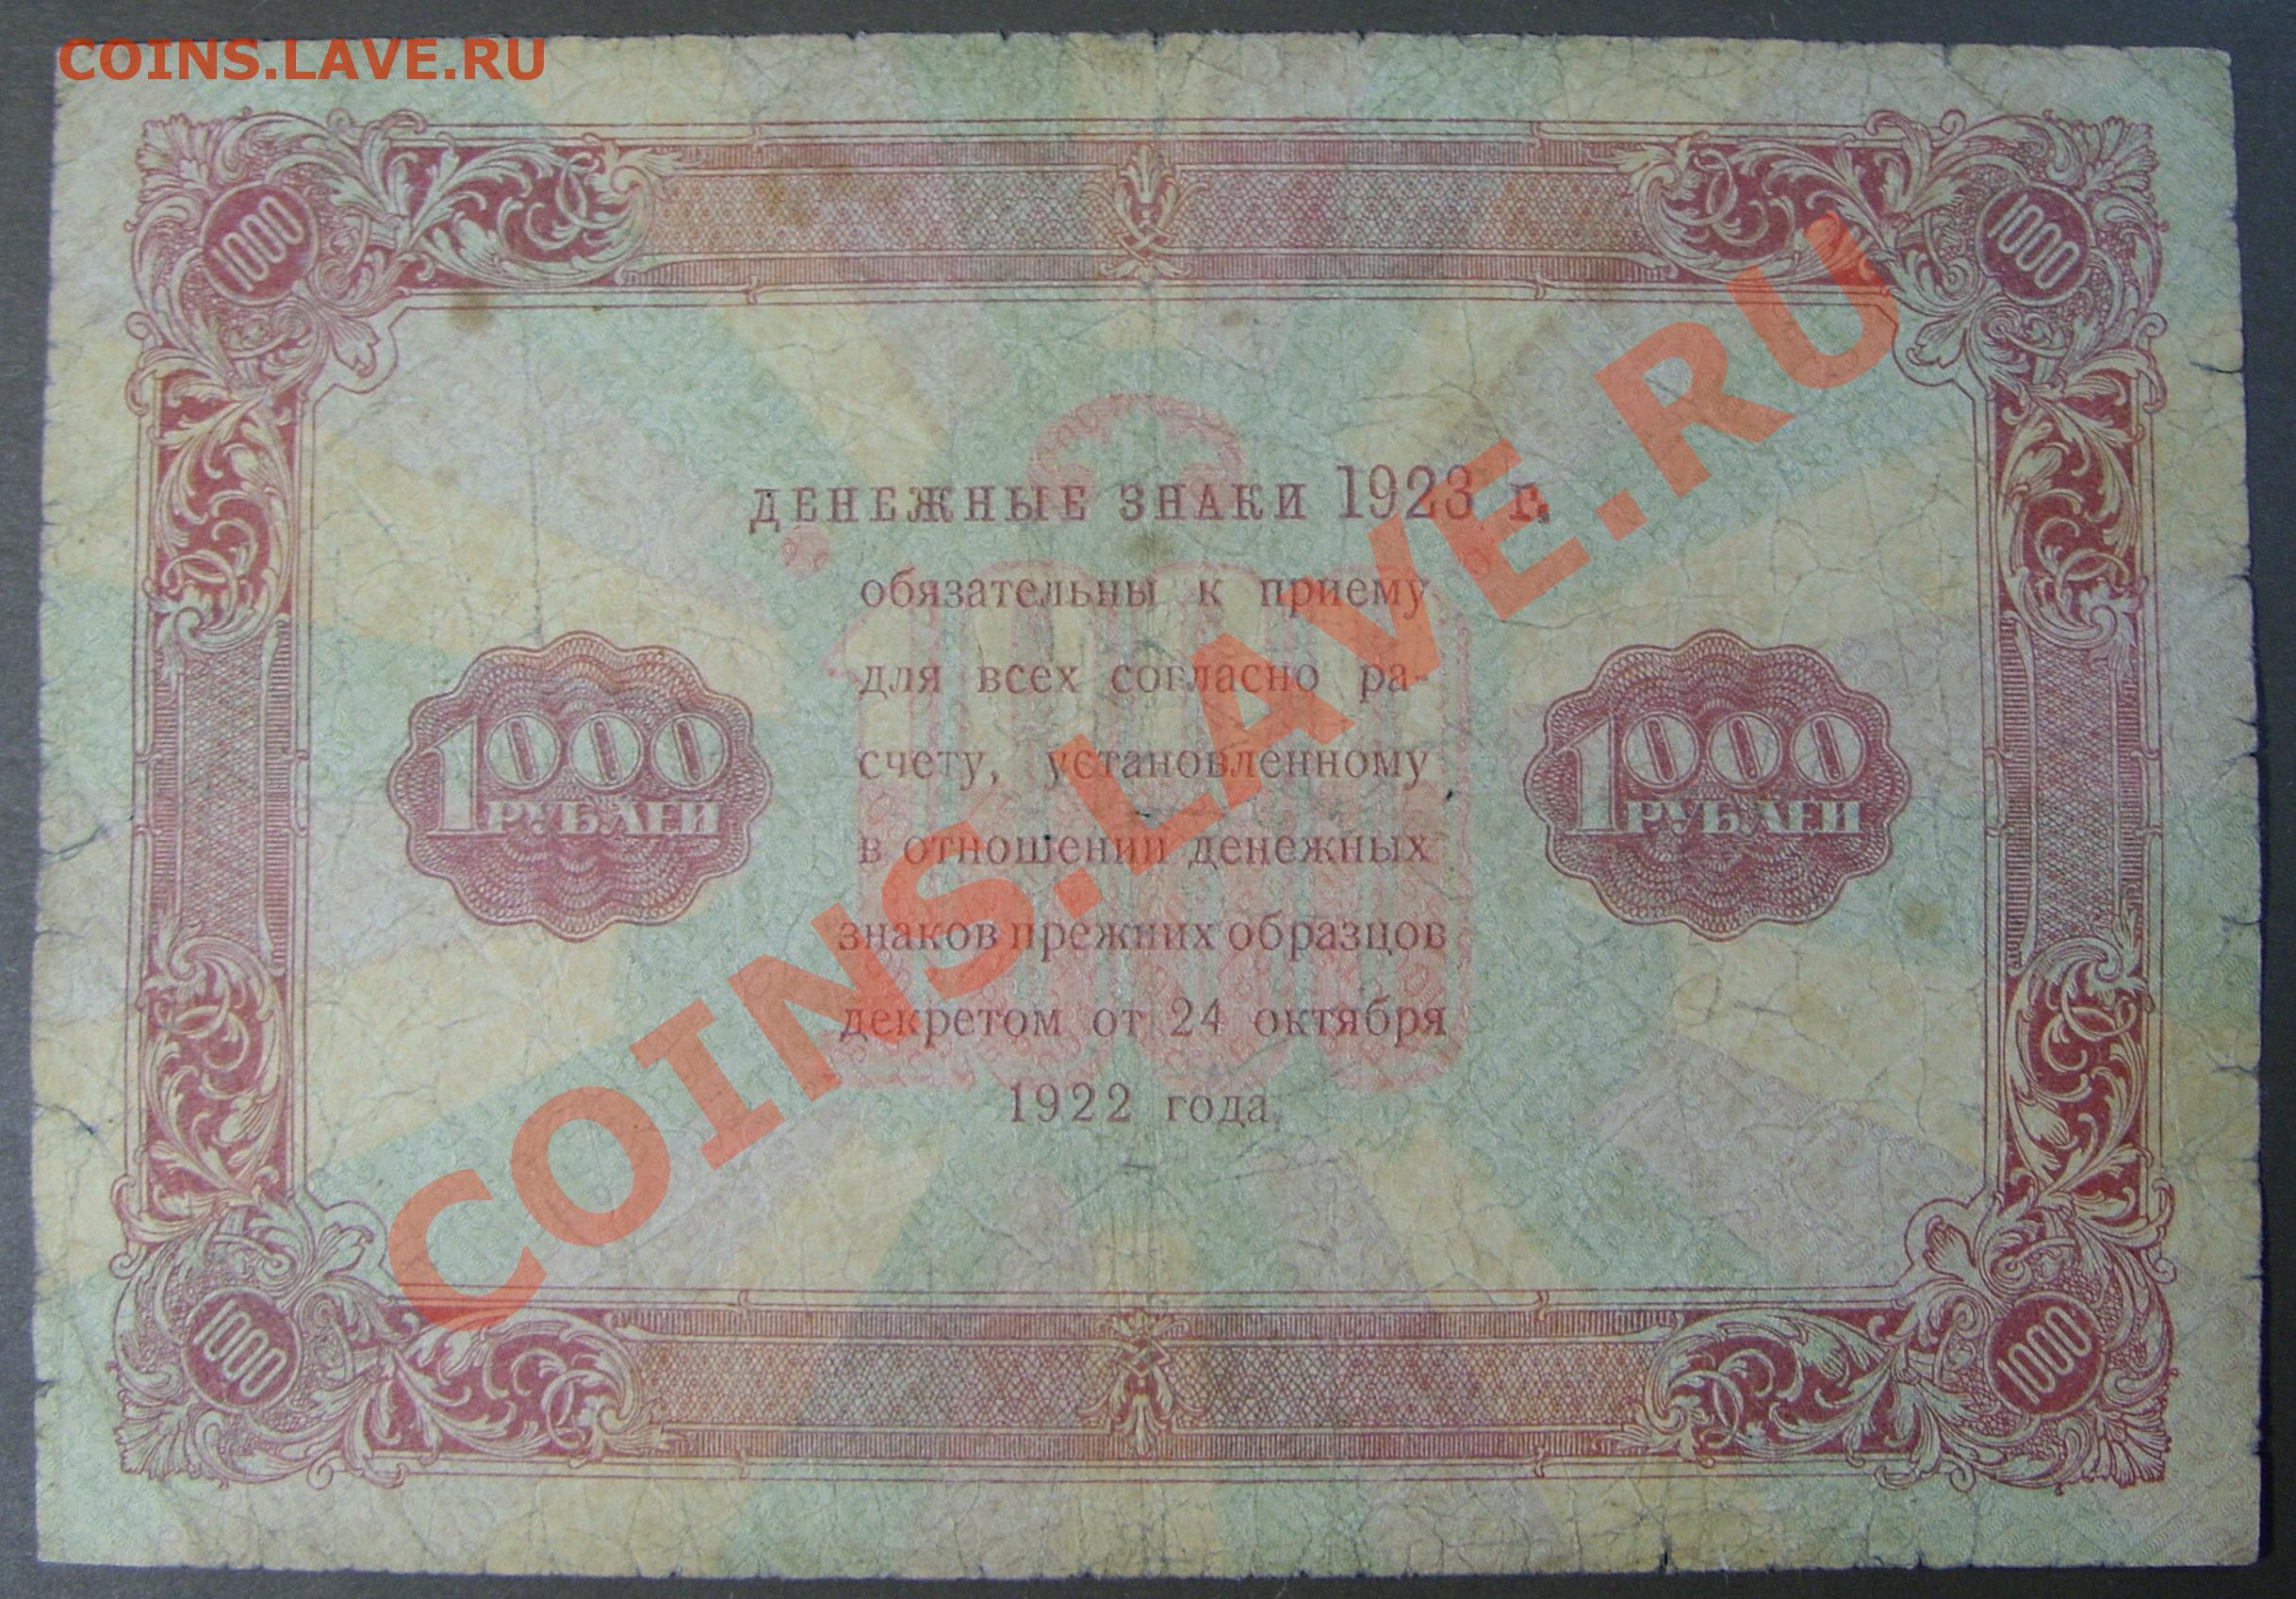 COINS.LAVE.RU
1000
1000
ДЕНЕЖНЫЕ ЗНАКИ 1923 г.
обязательны к приему
для всех согласно ра-
счету, установленному
в отношении денежных
знаков прежних образцов
декретом от 24 октября
1922 года.
1000
РУБЛЕЙ
1000
РУБЛЕЙ
1000
COINS.LAVE.RU
1000
1000